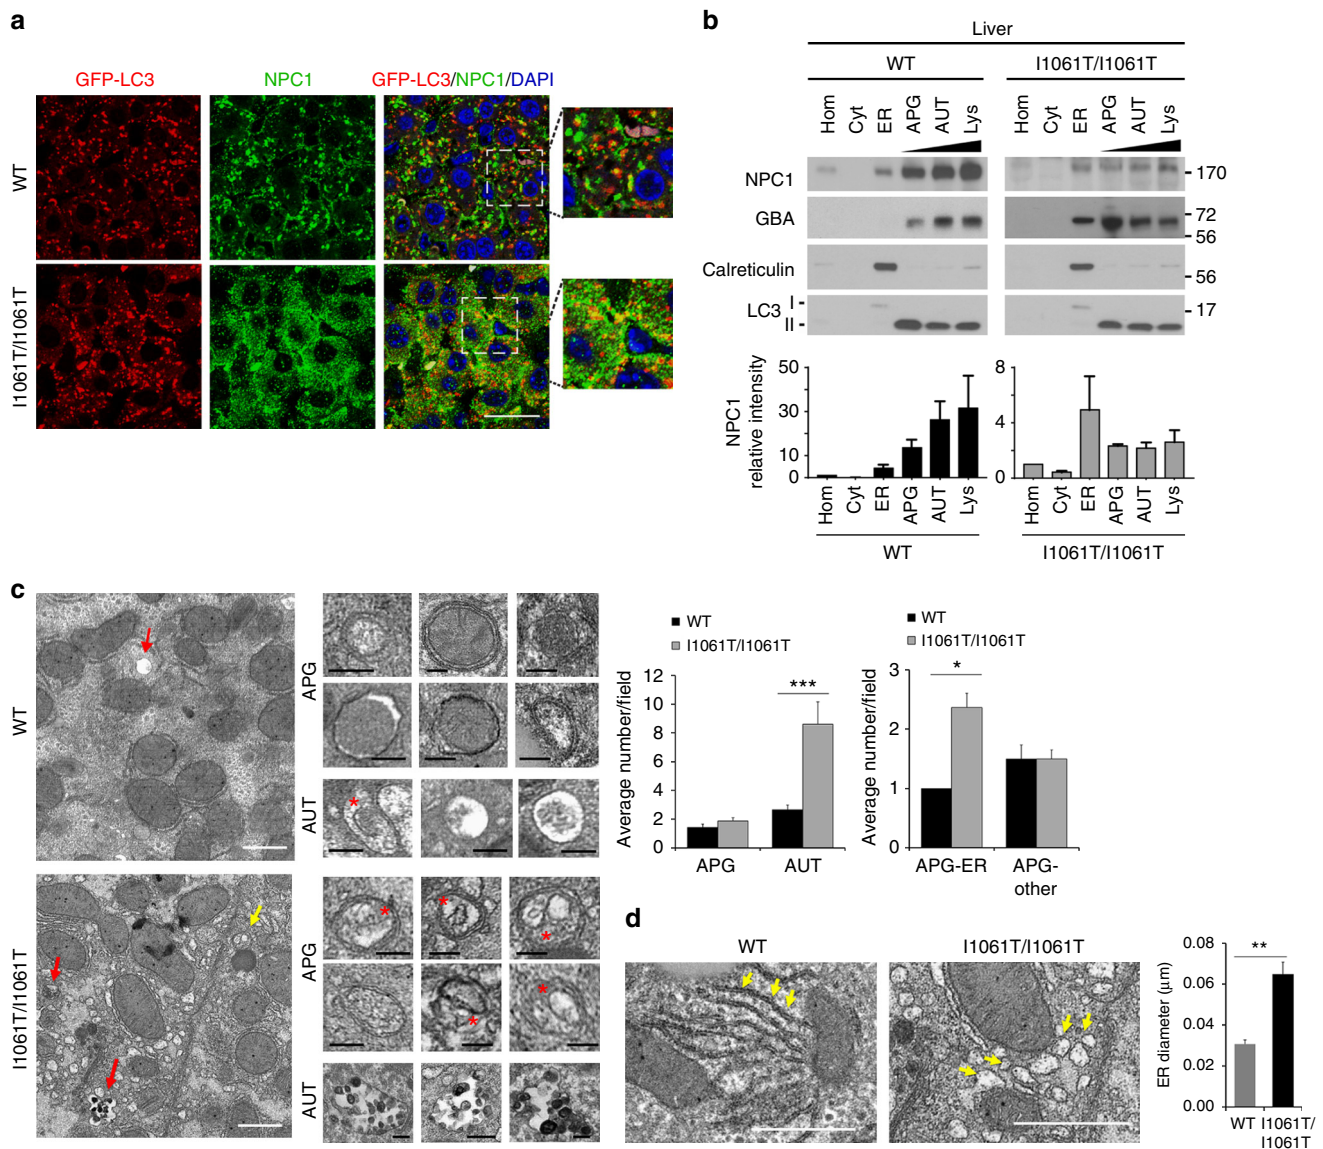 a
GFP-LC3
NPC1
GFP-LC3/NPC1/DAPI
WT
I1061T/I1061T
b
Liver
WT
I1061T/I1061T
Hom Cyt ER APG AUT Lys
Hom Cyt ER APG AUT Lys
NPC1
170
GBA
72
56
Calreticulin
56
LC3 I
II
17
NPC1
relative intensity
50
30
10
0
8
4
0
Hom Cyt ER APG AUT Lys
Hom Cyt ER APG AUT Lys
WT
I1061T/I1061T
c
WT
APG
AUT
*
I1061T/I1061T
APG
* * *
* *
AUT
WT
I1061T/I1061T
Average number/field
12
10
8
6
4
2
0
***
APG
AUT
WT
I1061T/I1061T
Average number/field
3
2
1
0
*
APG-ER
APG-
other
d
WT
I1061T/I1061T
ER diameter (µm)
0.08
0.06
0.04
0.02
0.00
**
WT
I1061T/
I1061T